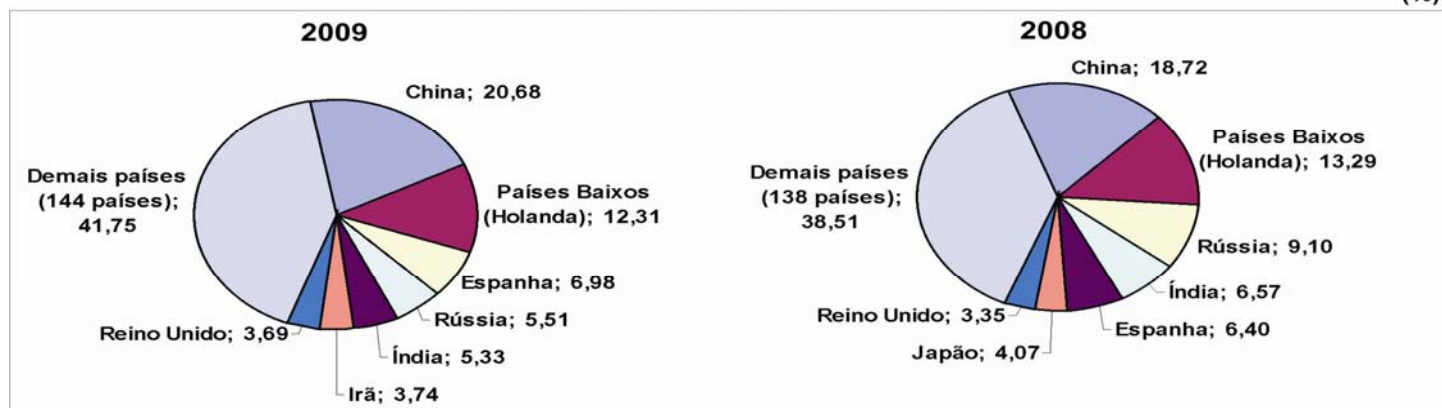 (%)
2009
China; 20,68
Demais países
(144 países);
41,75
Países Baixos
(Holanda); 12,31
Espanha; 6,98
Rússia; 5,51
Índia; 5,33
Irã; 3,74
Reino Unido; 3,69
2008
China; 18,72
Países Baixos
(Holanda); 13,29
Demais países
(138 países);
38,51
Rússia; 9,10
Índia; 6,57
Espanha; 6,40
Japão; 4,07
Reino Unido; 3,35